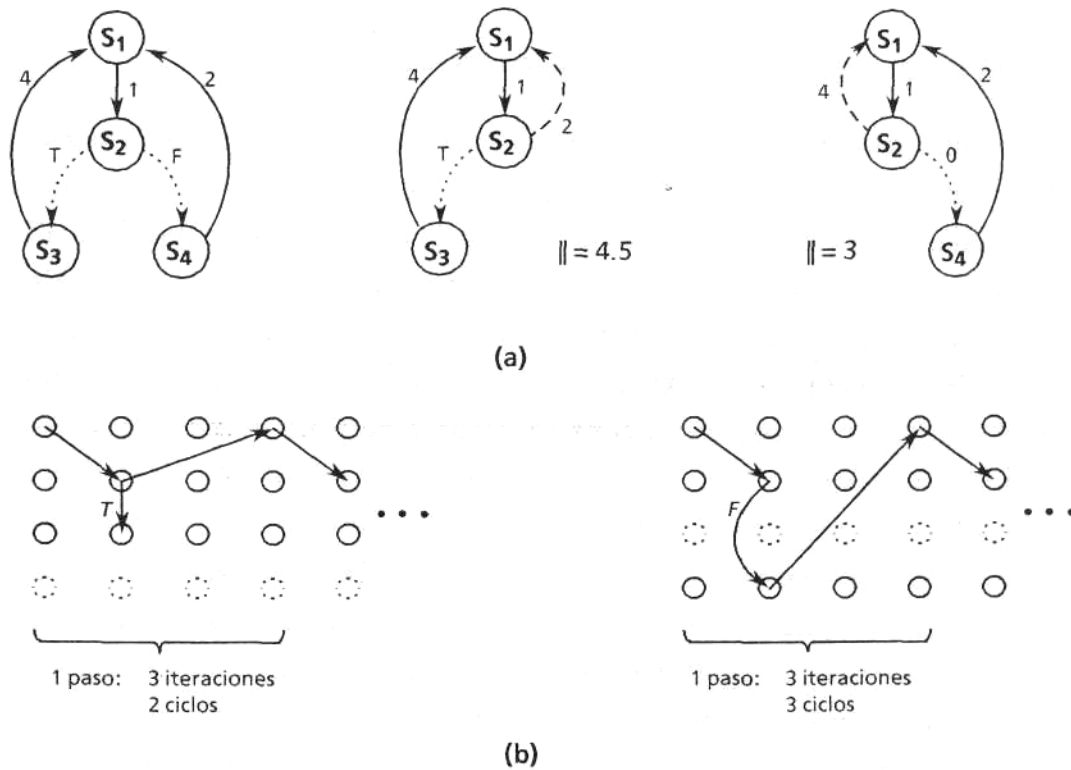 S1
4
1
2
S2
T
F
S3
S4
S1
4
1
S2
2
T
S3
|| = 4.5
S1
4
1
2
S2
0
|| = 3
S4
(a)
T
• • •
F
• • •
1 paso: 3 iteraciones
2 ciclos
1 paso: 3 iteraciones
3 ciclos
(b)